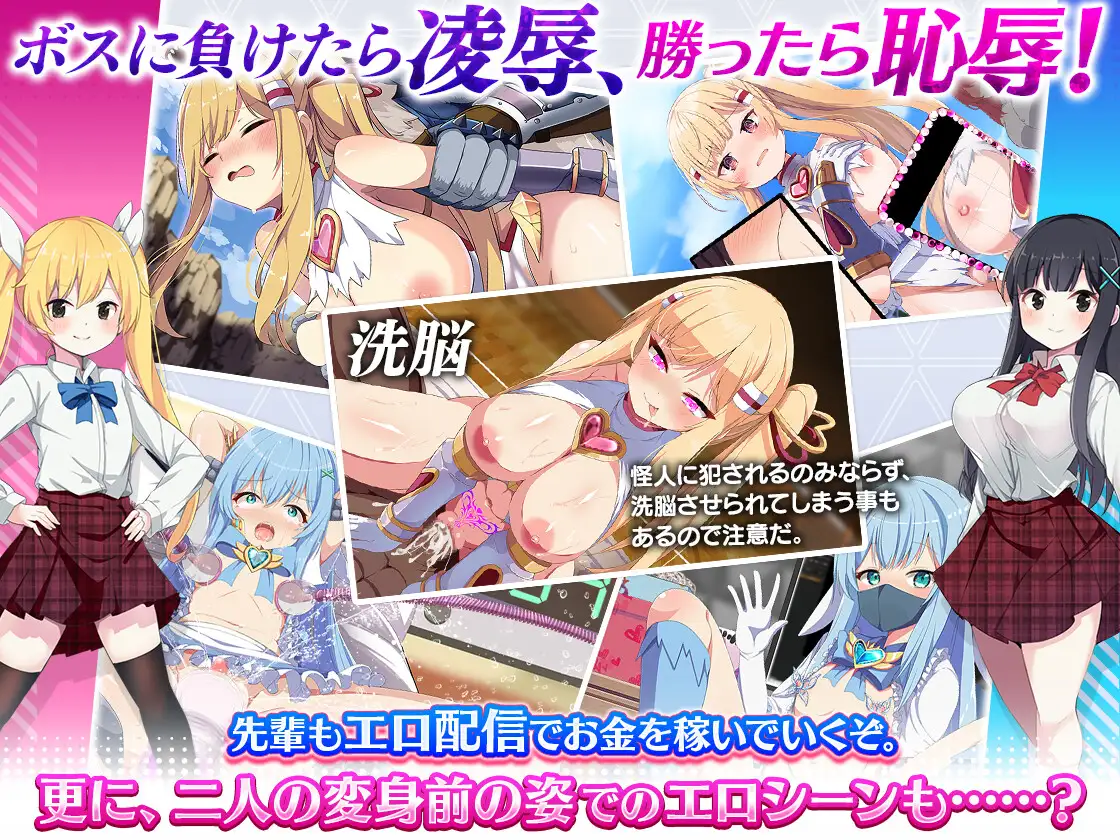 ボスに負けたら凌辱、勝ったら恥辱！
洗脳
怪人に犯されるのみならず、
洗脳させられてしまう事も
あるので注意だ。
先輩もエロ配信でお金を稼いでいくぞ。
更に、二人の変身前の姿でのエロシーンも……？